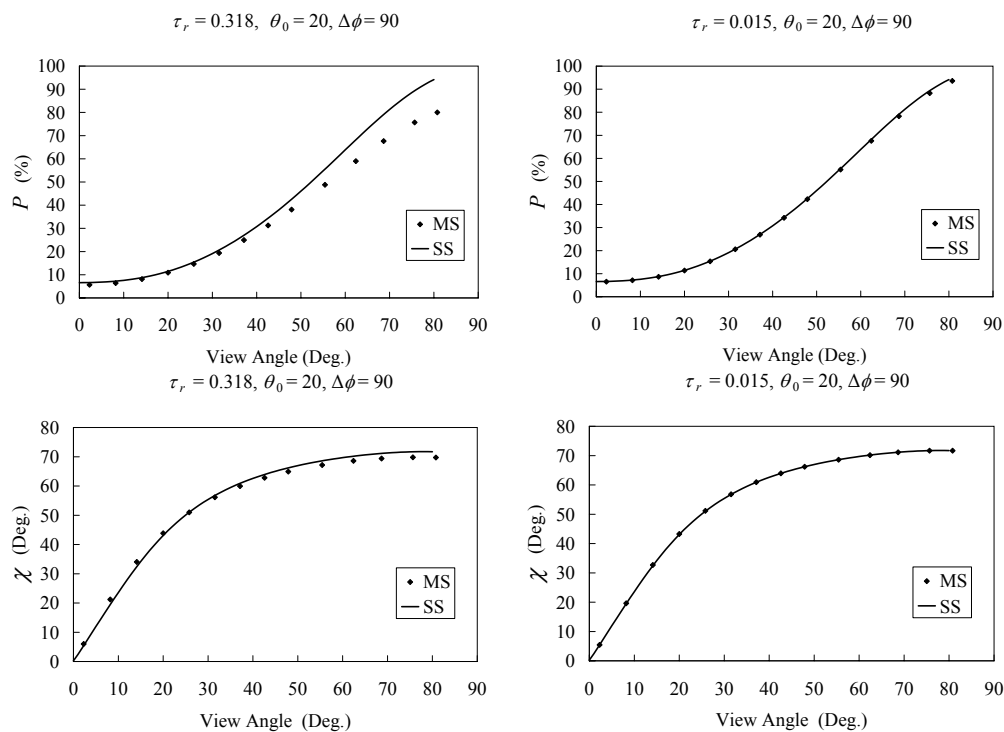 τr = 0.318, θ0 = 20, Δϕ = 90
100
90
80
70
60
50
40
30
20
10
0
P (%)
MS
SS
0 10 20 30 40 50 60 70 80 90
View Angle (Deg.)
τr = 0.015, θ0 = 20, Δϕ = 90
100
90
80
70
60
50
40
30
20
10
0
P (%)
MS
SS
0 10 20 30 40 50 60 70 80 90
View Angle (Deg.)
τr = 0.318, θ0 = 20, Δϕ = 90
80
70
60
50
40
30
20
10
0
χ (Deg.)
MS
SS
0 10 20 30 40 50 60 70 80 90
View Angle (Deg.)
τr = 0.015, θ0 = 20, Δϕ = 90
80
70
60
50
40
30
20
10
0
χ (Deg.)
MS
SS
0 10 20 30 40 50 60 70 80 90
View Angle (Deg.)